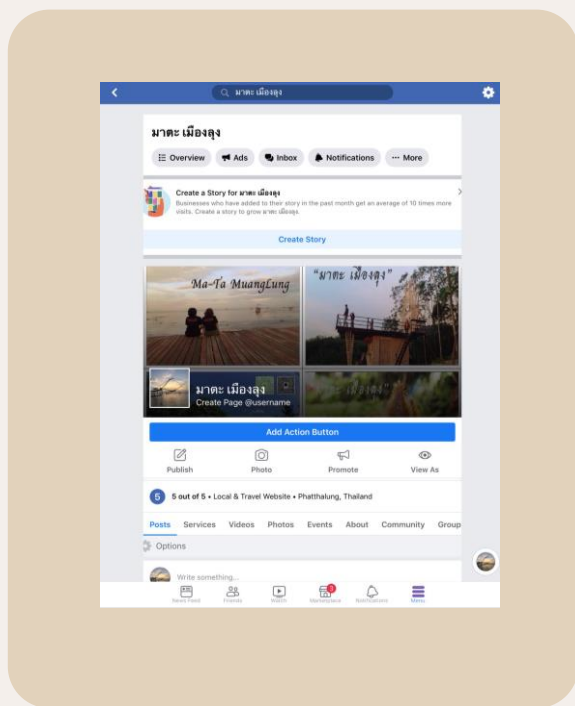 มาตะ เมืองลุง
มาตะ เมืองลุง
Overview
Ads
Inbox
Notifications
··· More
Create a Story for มาตะ เมืองลุง
Businesses who have added to their story in the past month get an average of 10 times more
visits. Create a story to grow มาตะ เมืองลุง.
Create Story
Ma-Ta MuangLung
"มาตะ เมืองลุง"
มาตะ เมืองลุง
Create Page @username
Add Action Button
Publish
Photo
Promote
View As
5
5 out of 5 • Local & Travel Website • Phatthalung, Thailand
Posts
Services
Videos
Photos
Events
About
Community
Group
Options
Write something...
News Feed
Friends
Watch
3
Marketplace
Notifications
Menu